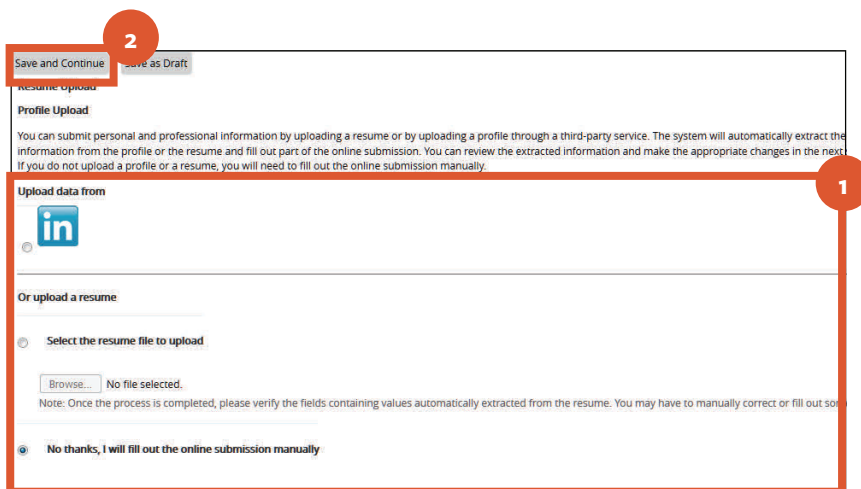 2
Save and Continue Save as Draft
Resume Upload
Profile Upload
You can submit personal and professional information by uploading a resume or by uploading a profile through a third-party service. The system will automatically extract the
information from the profile or the resume and fill out part of the online submission. You can review the extracted information and make the appropriate changes in the next
If you do not upload a profile or a resume, you will need to fill out the online submission manually.
1
Upload data from
in
Or upload a resume
Select the resume file to upload
Browse... No file selected.
Note: Once the process is completed, please verify the fields containing values automatically extracted from the resume. You may have to manually correct or fill out
No thanks, I will fill out the online submission manually